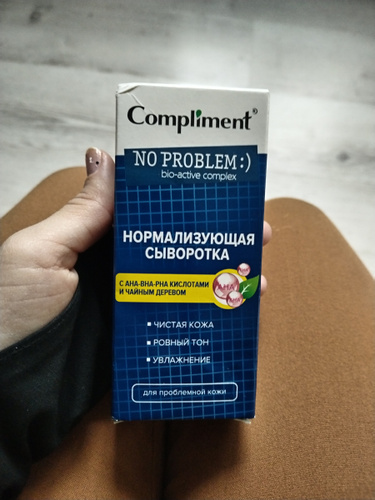 Compliment®
NO PROBLEM:)
bio-active complex
НОРМАЛИЗУЮЩАЯ
СЫВОРОТКА
С АНА-ВНА-РНА КИСЛОТАМИ
И ЧАЙНЫМ ДЕРЕВОМ
AHA
ЧИСТАЯ КОЖА
РОВНЫЙ ТОН
УВЛАЖНЕНИЕ
для проблемной кожи